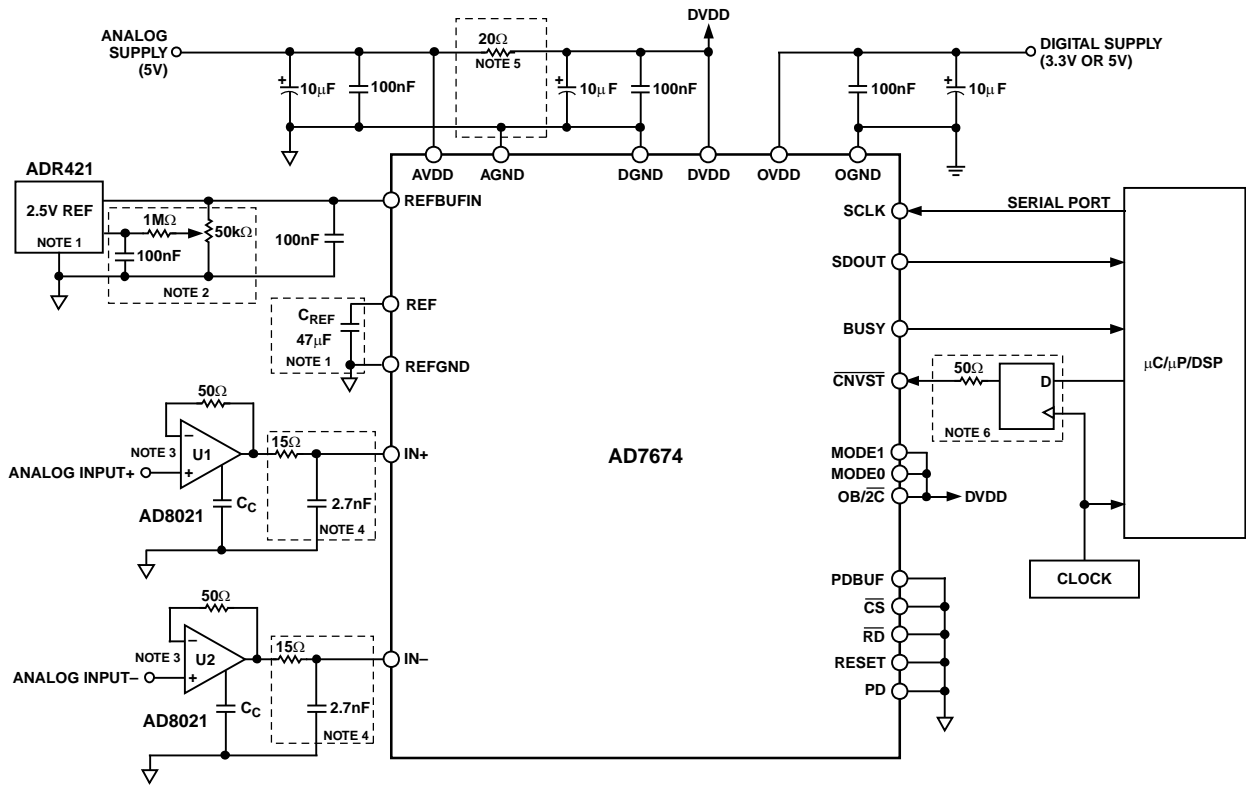 ANALOG
SUPPLY
(5V)
20Ω
NOTE 5
DVDD
DIGITAL SUPPLY
(3.3V OR 5V)
+
10μF
100nF
+
10μF
100nF
100nF
+
10μF
ADR421
2.5V REF
NOTE 1
1MΩ
50kΩ
100nF
NOTE 2
100nF
AVDD
AGND
DGND
DVDD
OVDD
OGND
REFBUFIN
REF
REFGND
CREF
47μF
NOTE 1
50Ω
–
NOTE 3
U1
+
ANALOG INPUT+
CC
AD8021
15Ω
2.7nF
NOTE 4
IN+
50Ω
–
NOTE 3
U2
+
ANALOG INPUT–
CC
AD8021
15Ω
2.7nF
NOTE 4
IN–
AD7674
SCLK
SERIAL PORT
SDOUT
BUSY
CNVST
50Ω
D
NOTE 6
μC/μP/DSP
MODE1
MODE0
OB/2C
DVDD
CLOCK
PDBUF
CS
RD
RESET
PD